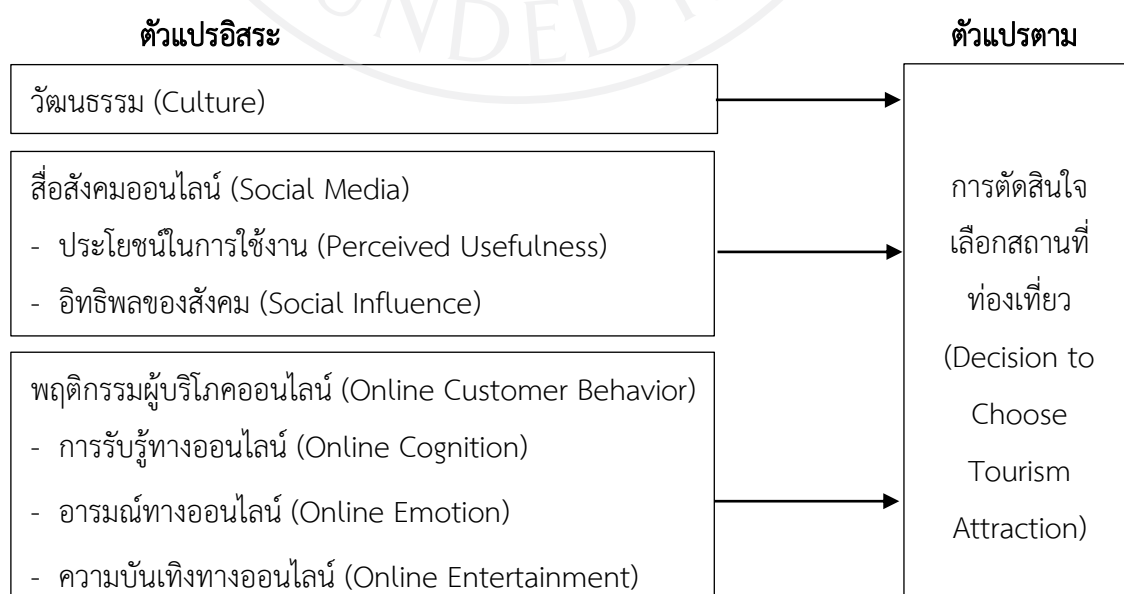 ตัวแปรอิสระ
วัฒนธรรม (Culture)
สื่อสังคมออนไลน์ (Social Media)
- ประโยชน์ในการใช้งาน (Perceived Usefulness)
- อิทธิพลของสังคม (Social Influence)
พฤติกรรมผู้บริโภคออนไลน์ (Online Customer Behavior)
- การรับรู้ทางออนไลน์ (Online Cognition)
- อารมณ์ทางออนไลน์ (Online Emotion)
- ความบันเทิงทางออนไลน์ (Online Entertainment)
ตัวแปรตาม
การตัดสินใจ
เลือกสถานที่
ท่องเที่ยว
(Decision to
Choose
Tourism
Attraction)